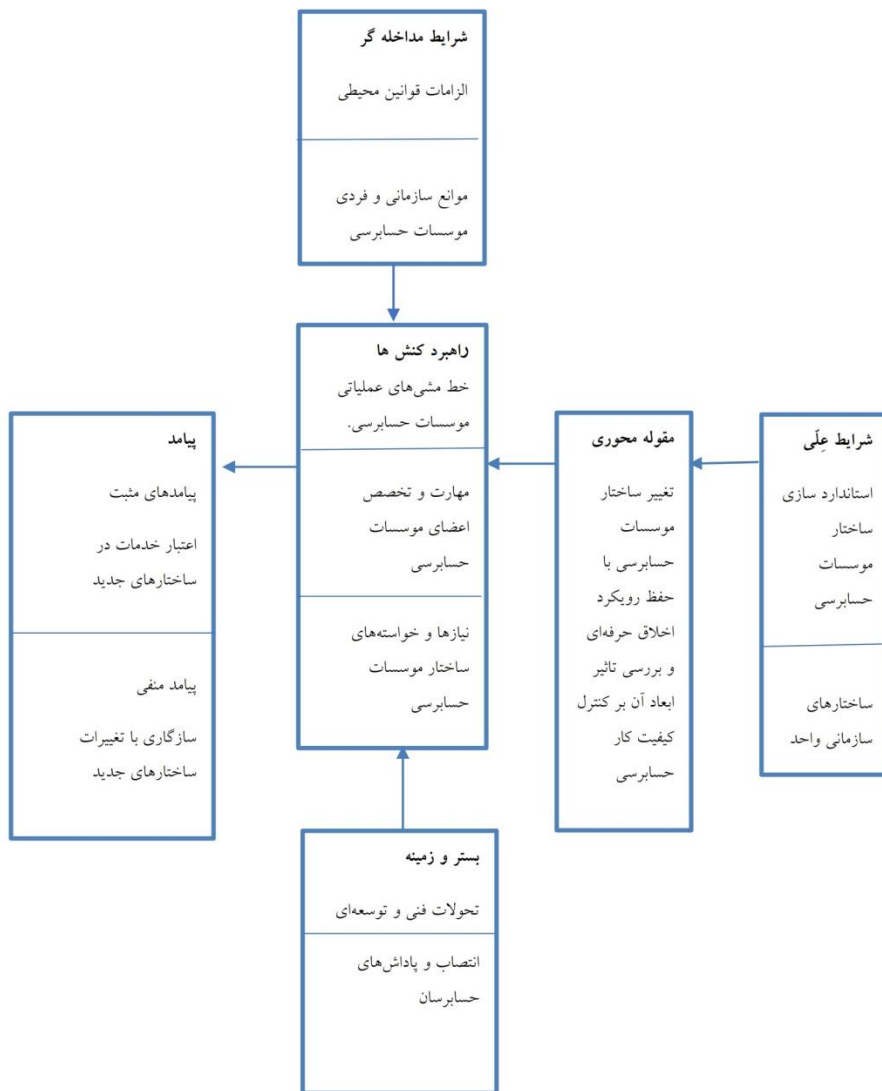 شرایط مداخله گر
الزامات قوانین محیطی
موانع سازمانی و فردی
موسسات حسابرسی
شرایط عِلّی
استاندارد سازی
ساختار
موسسات
حسابرسی
ساختارهای
سازمانی واحد
مقوله محوری
تغییر ساختار
موسسات
حسابرسی با
حفظ رویکرد
اخلاق حرفه‌ای
و بررسی تاثیر
ابعاد آن بر کنترل
کیفیت کار
حسابرسی
راهبرد کنش ها
خط مشی‌های عملیاتی
موسسات حسابرسی.
مهارت و تخصص
اعضای موسسات
حسابرسی
نیازها و خواسته‌های
ساختار موسسات
حسابرسی
پیامد
پیامدهای مثبت
اعتبار خدمات در
ساختارهای جدید
پیامد منفی
سازگاری با تغییرات
ساختارهای جدید
بستر و زمینه
تحولات فنی و توسعه‌ای
انتصاب و پاداش‌های
حسابرسان